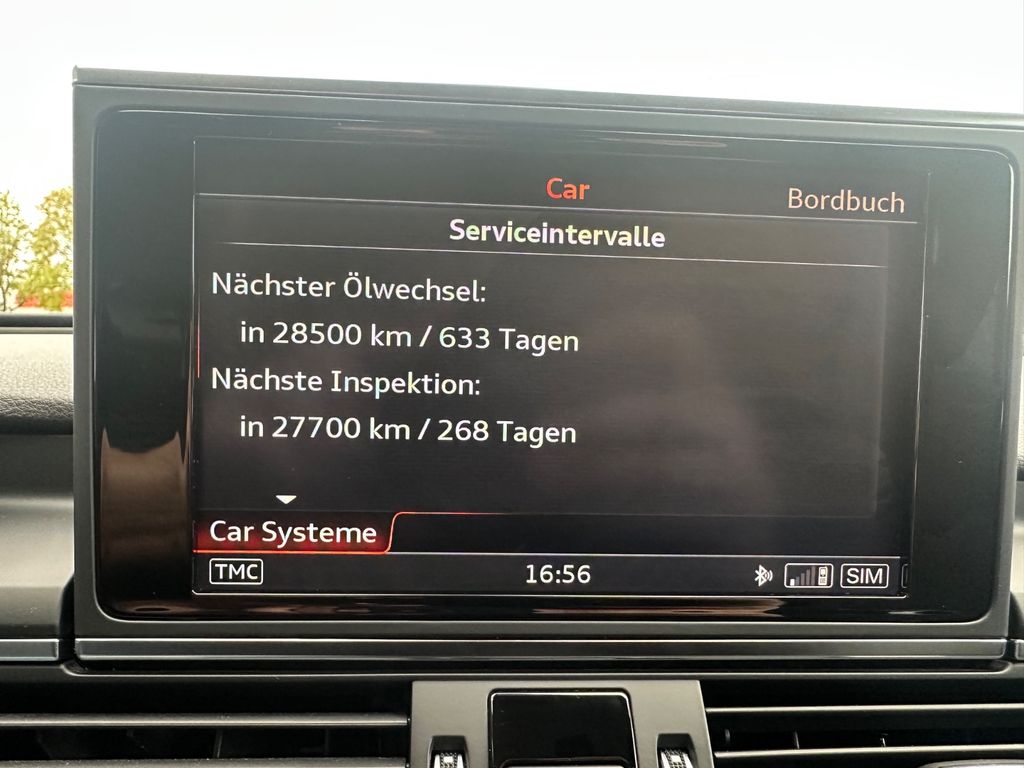 Car
Bordbuch
Serviceintervalle
Nächster Ölwechsel:
in 28500 km / 633 Tagen
Nächste Inspektion:
in 27700 km / 268 Tagen
Car Systeme
TMC
16:56
SIM